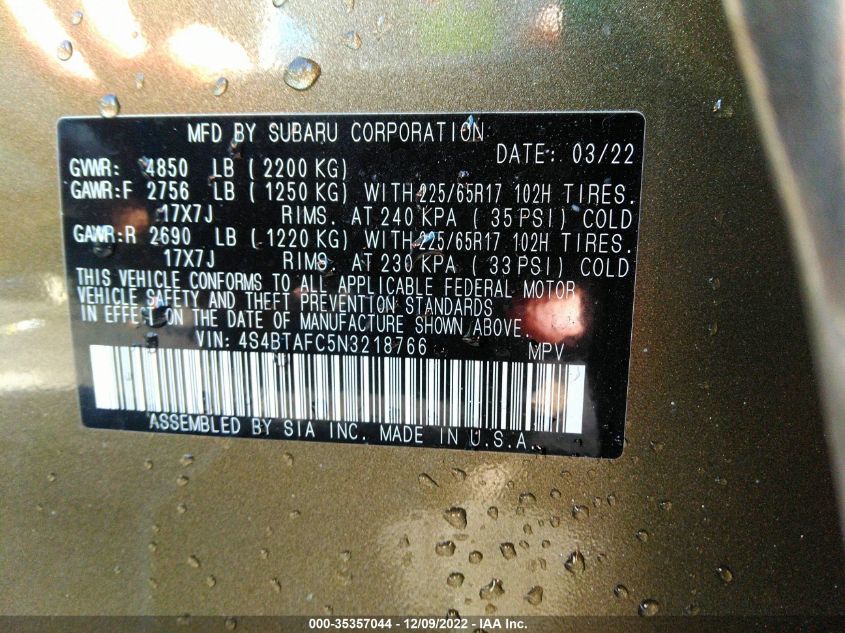 MFD BY SUBARU CORPORATION
DATE: 03/22
GVWR: 4850 LB (2200 KG)
GAWR:F 2756 LB (1250 KG) WITH 225/65R17 102H TIRES.
17X7J RIMS. AT 240 KPA (35 PSI) COLD
GAWR:R 2690 LB (1220 KG) WITH 225/65R17 102H TIRES.
17X7J RIMS. AT 230 KPA (33 PSI) COLD
THIS VEHICLE CONFORMS TO ALL APPLICABLE FEDERAL MOTOR
VEHICLE SAFETY AND THEFT PREVENTION STANDARDS
IN EFFECT ON THE DATE OF MANUFACTURE SHOWN ABOVE.
VIN: 4S4BTAFC5N3218766 MPV
ASSEMBLED BY SIA INC. MADE IN U.S.A.
000-35357044 - 12/09/2022 - IAA Inc.